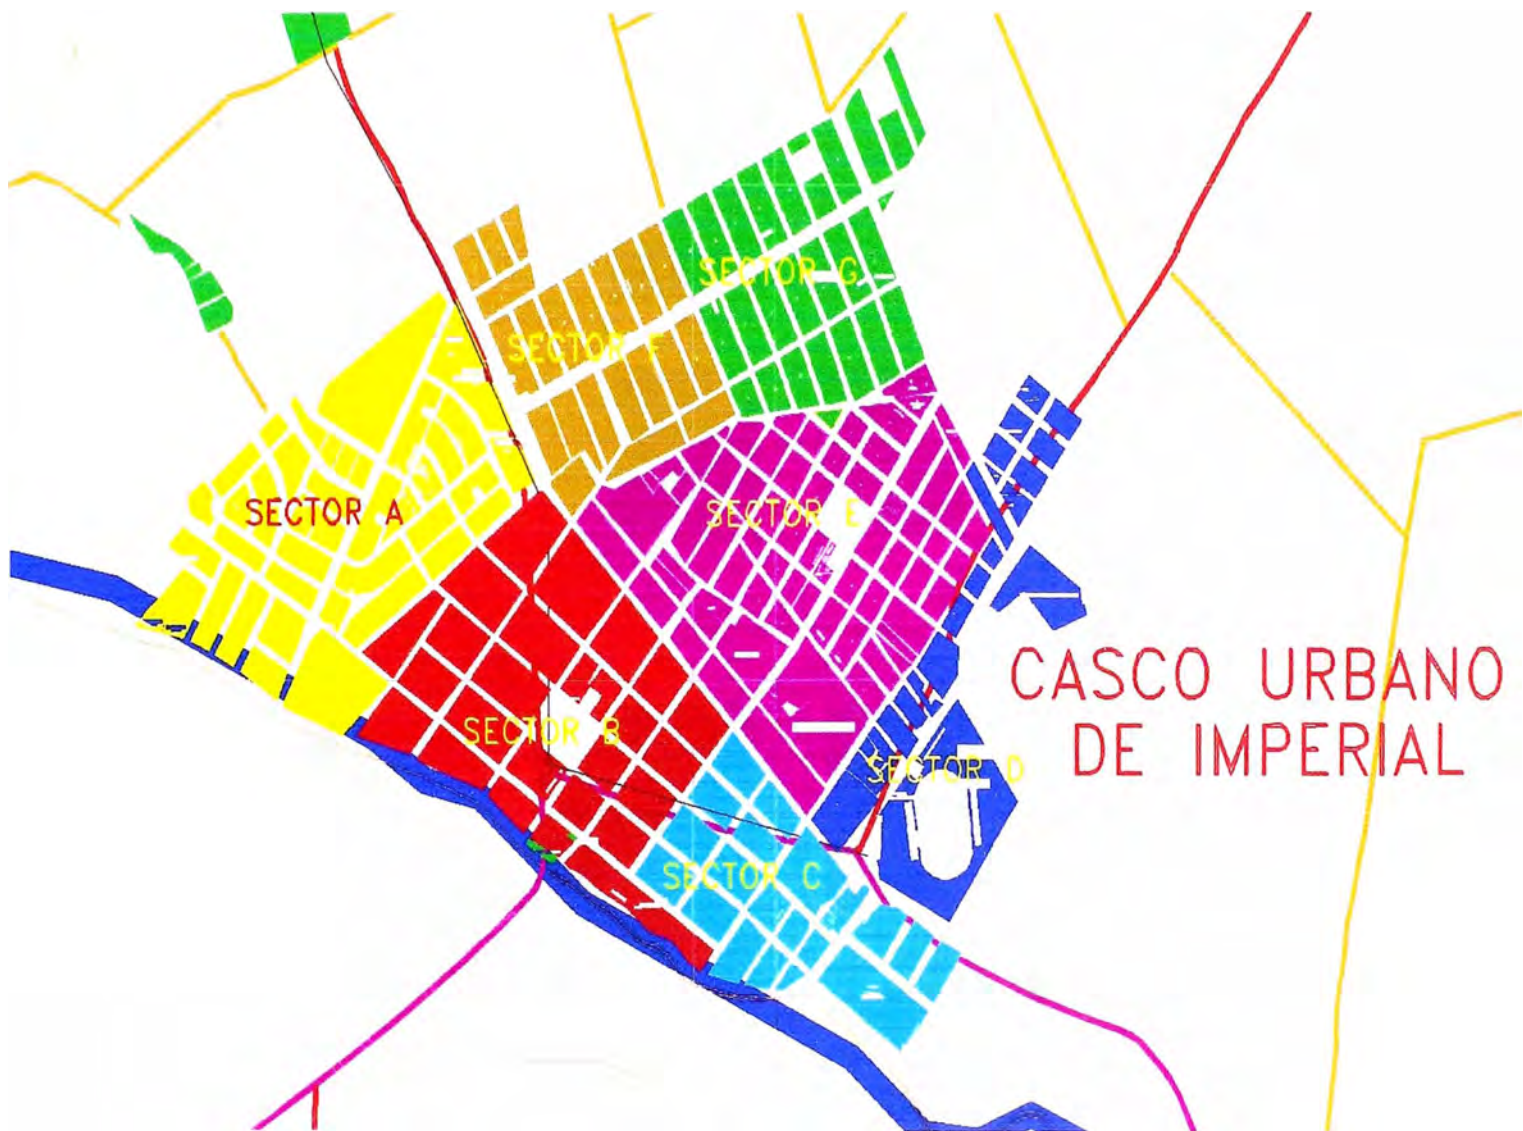 SECTOR G
SECTOR F
SECTOR A
SECTOR E
CASCO URBANO
DE IMPERIAL
SECTOR B
SECTOR D
SECTOR C